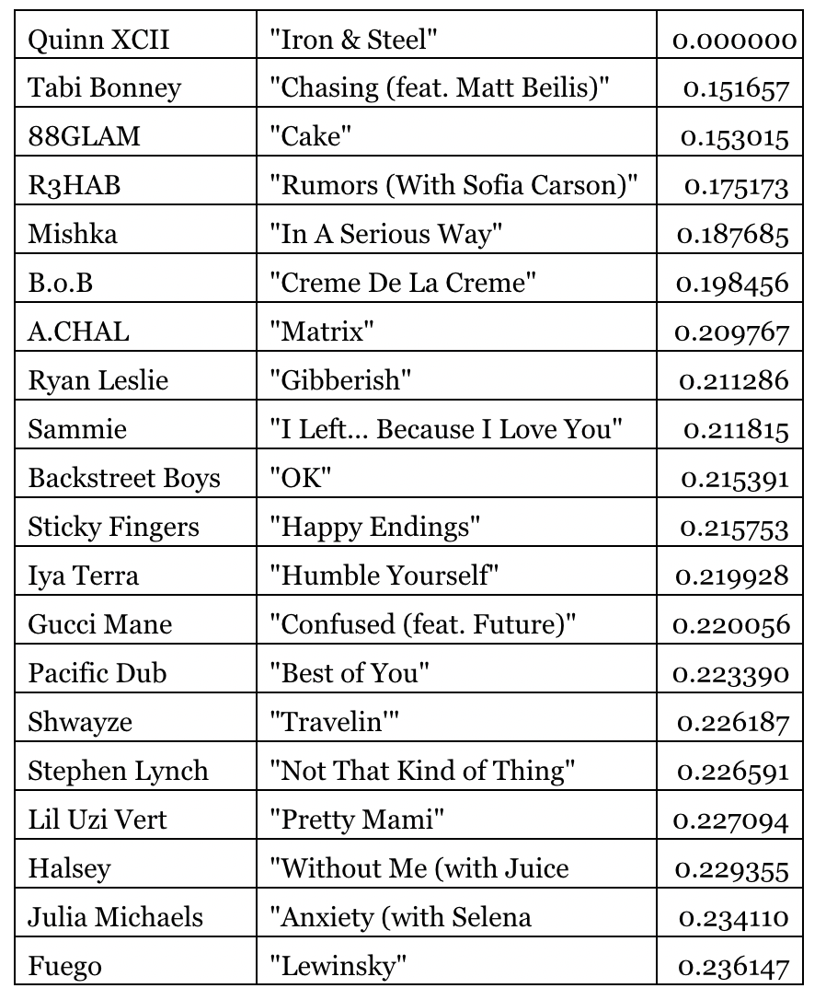 Quinn XCII "Iron & Steel" 0.000000
Tabi Bonney "Chasing (feat. Matt Beilis)" 0.151657
88GLAM "Cake" 0.153015
R3HAB "Rumors (With Sofia Carson)" 0.175173
Mishka "In A Serious Way" 0.187685
B.o.B "Creme De La Creme" 0.198456
A.CHAL "Matrix" 0.209767
Ryan Leslie "Gibberish" 0.211286
Sammie "I Left... Because I Love You" 0.211815
Backstreet Boys "OK" 0.215391
Sticky Fingers "Happy Endings" 0.215753
Iya Terra "Humble Yourself" 0.219928
Gucci Mane "Confused (feat. Future)" 0.220056
Pacific Dub "Best of You" 0.223390
Shwayze "Travelin'" 0.226187
Stephen Lynch "Not That Kind of Thing" 0.226591
Lil Uzi Vert "Pretty Mami" 0.227094
Halsey "Without Me (with Juice 0.229355
Julia Michaels "Anxiety (with Selena 0.234110
Fuego "Lewinsky" 0.236147